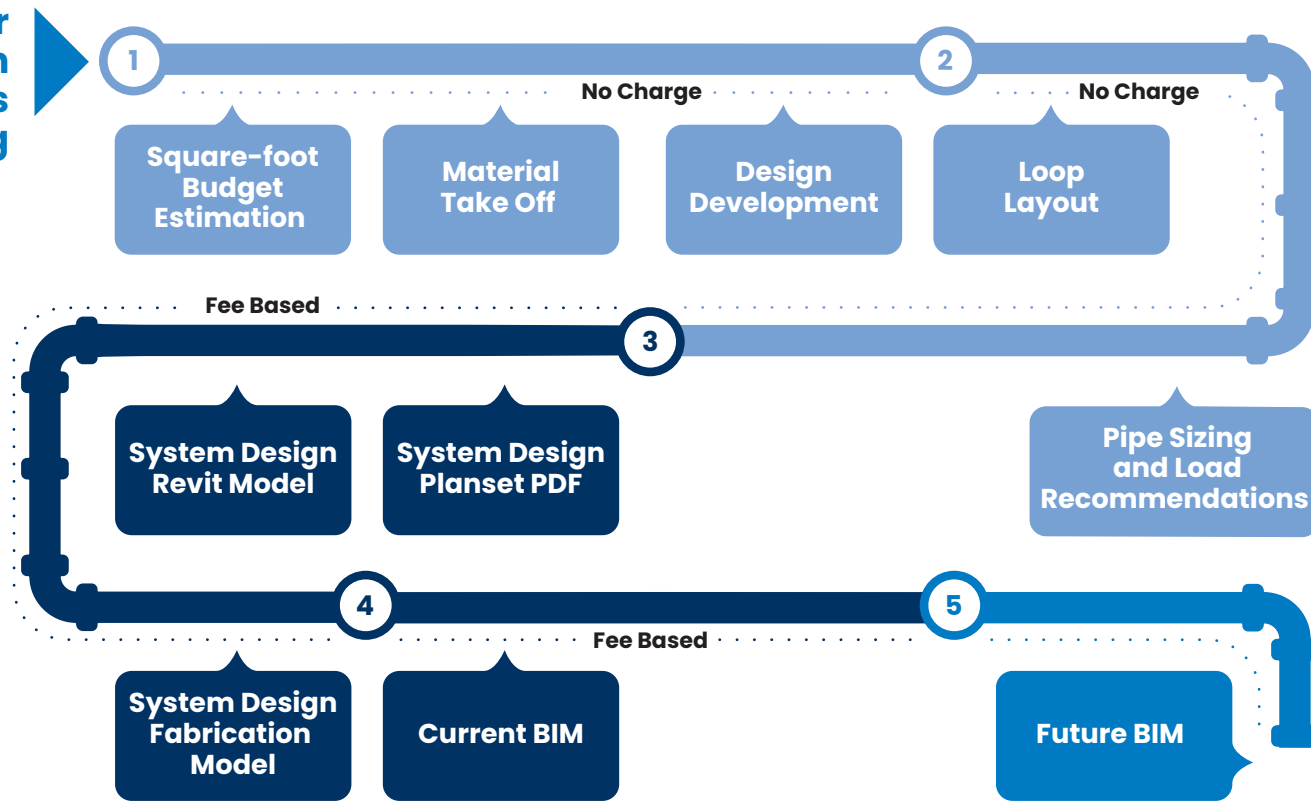 1
2
No Charge
No Charge
Square-foot
Budget
Estimation
Material
Take Off
Design
Development
Loop
Layout
Fee Based
3
System Design
Revit Model
System Design
Planset PDF
Pipe Sizing
and Load
Recommendations
4
5
Fee Based
System Design
Fabrication
Model
Current BIM
Future BIM